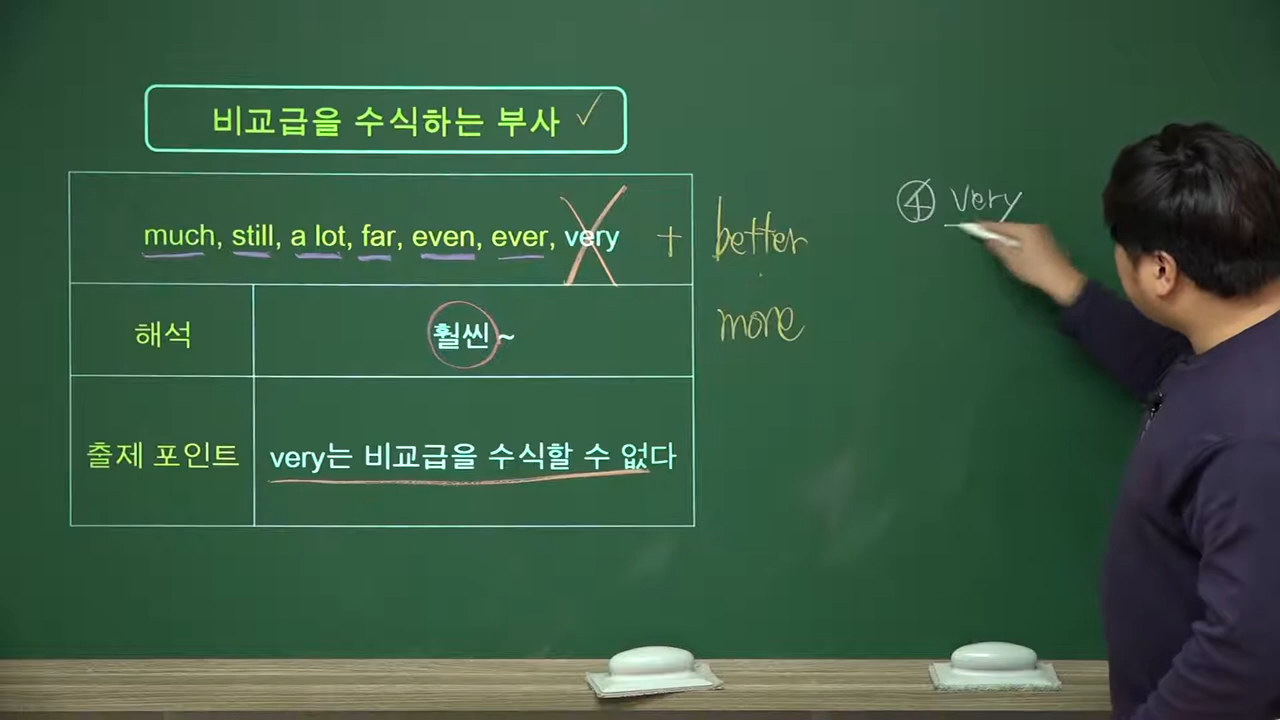 비교급을 수식하는 부사
much, still, a lot, far, even, ever, very + better
more
해석
훨씬~
출제 포인트
very는 비교급을 수식할 수 없다
④ very